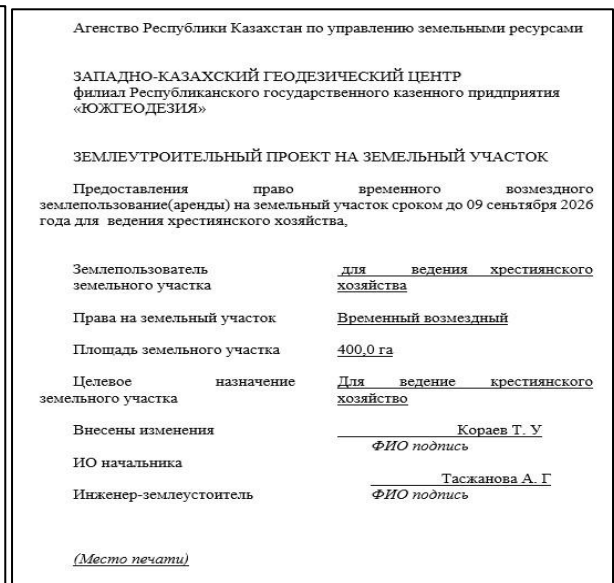 Агенство Республики Казахстан по управлению земельными ресурсами
ЗАПАДНО-КАЗАХСКИЙ ГЕОДЕЗИЧЕСКИЙ ЦЕНТР
филиал Республиканского государственного казенного предприятия
«ЮЖГЕОДЕЗИЯ»
ЗЕМЛЕУТРОИТЕЛЬНЫЙ ПРОЕКТ НА ЗЕМЕЛЬНЫЙ УЧАСТОК
Предоставления право временного возмездного
землепользование(аренды) на земельный участок сроком до 09 сеньтября 2026
года для ведения хрестиянского хозяйства,
Землепользователь для ведения хрестиянского
земельного участка хозяйства
Права на земельный участок Временный возмездный
Площадь земельного участка 400,0 га
Целевое назначение Для ведение крестиянского
земельного участка хозяйство
Внесены изменения Кораев Т. У
ФИО подпись
ИО начальника
Тасжанова А. Г
Инженер-землеустоитель ФИО подпись
(Место печати)